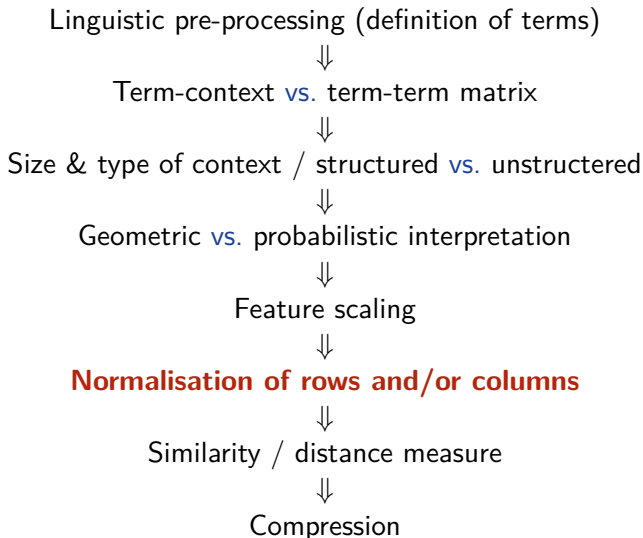 Linguistic pre-processing (definition of terms)
⇓
Term-context vs. term-term matrix
⇓
Size & type of context / structured vs. unstructered
⇓
Geometric vs. probabilistic interpretation
⇓
Feature scaling
⇓
Normalisation of rows and/or columns
⇓
Similarity / distance measure
⇓
Compression